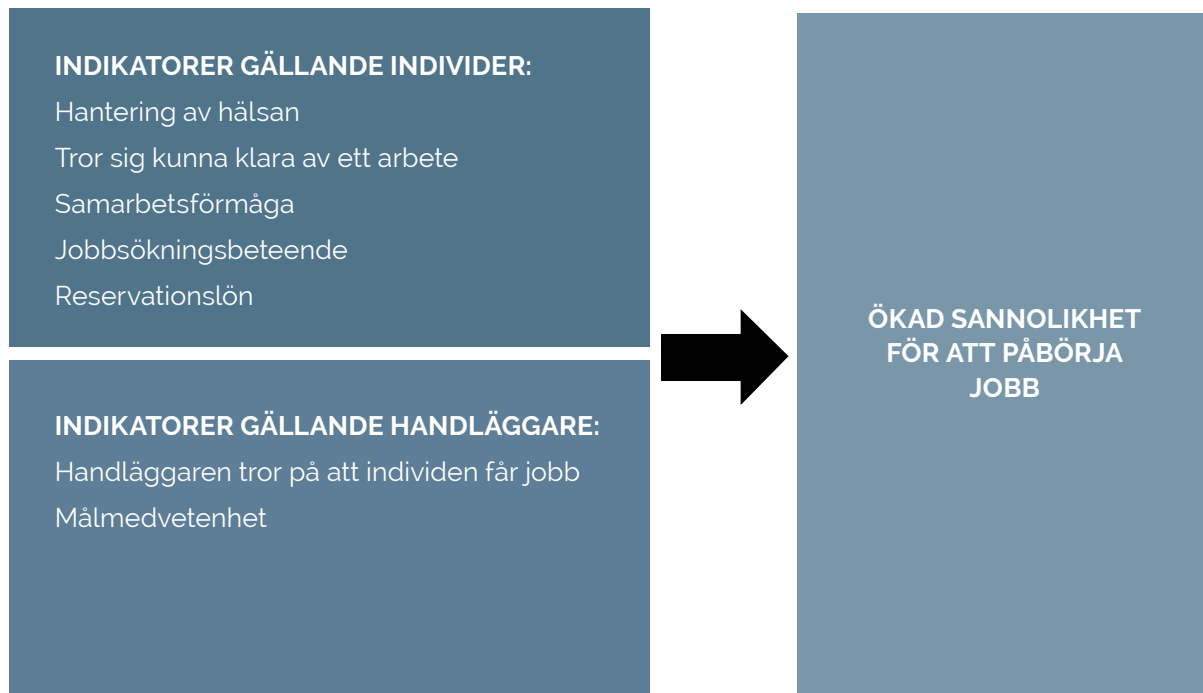 INDIKATORER GÄLLANDE INDIVIDER:
Hantering av hälsan
Tror sig kunna klara av ett arbete
Samarbetsförmåga
Jobbsökningsbeteende
Reservationslön
INDIKATORER GÄLLANDE HANDLÄGGARE:
Handläggaren tror på att individen får jobb
Målmedvetenhet
ÖKAD SANNOLIKHET
FÖR ATT PÅBÖRJA
JOBB